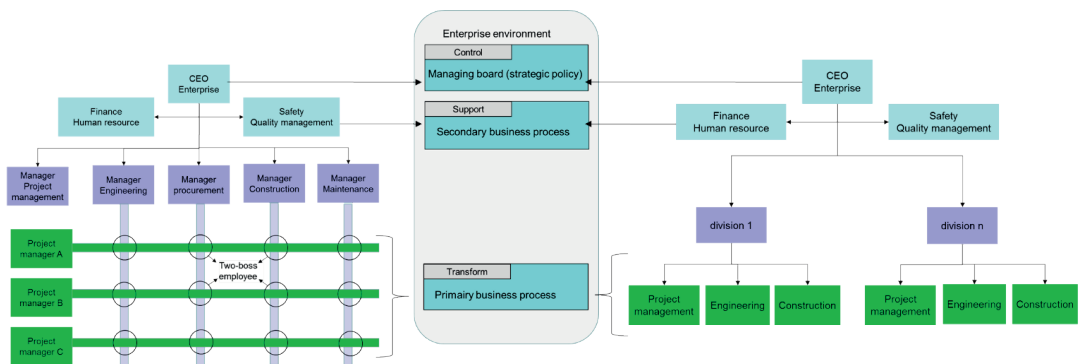 Enterprise environment
Control
Managing board (strategic policy)
Support
Secondary business process
Transform
Primary business process
CEO
Enterprise
Finance
Human resource
Safety
Quality management
Manager
Project
management
Manager
Engineering
Manager
procurement
Manager
Construction
Manager
Maintenance
Project
manager A
Project
manager B
Project
manager C
Two-boss
employee
CEO
Enterprise
Finance
Human resource
Safety
Quality management
division 1
division n
Project
management
Engineering
Construction
Project
management
Engineering
Construction